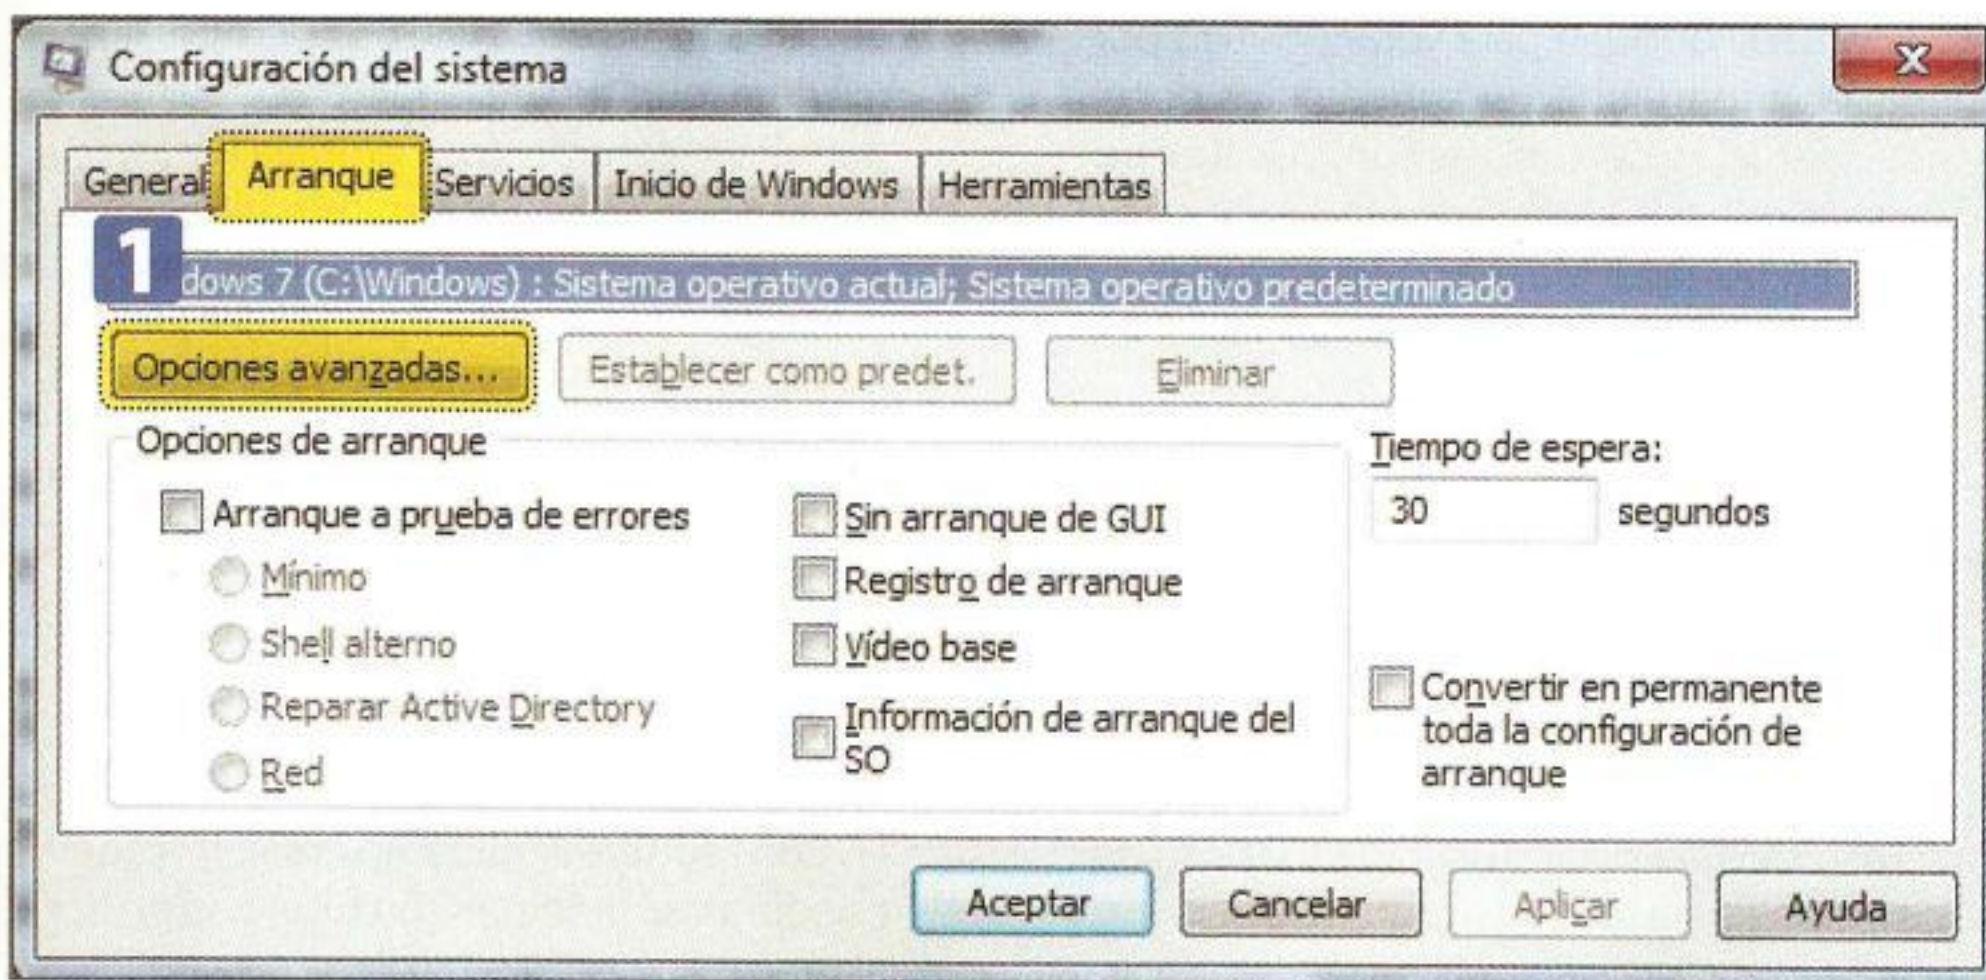 Configuración del sistema
X
General Arranque Servicios Inicio de Windows Herramientas
1
dows 7 (C:\Windows) : Sistema operativo actual; Sistema operativo predeterminado
Opciones avanzadas... Establecer como predet. Eliminar
Opciones de arranque
Arranque a prueba de errores
Mínimo
Shell alterno
Reparar Active Directory
Red
Sin arranque de GUI
Registro de arranque
Vídeo base
Información de arranque del
SO
Tiempo de espera:
30 segundos
Convertir en permanente
toda la configuración de
arranque
Aceptar Cancelar Aplicar Ayuda